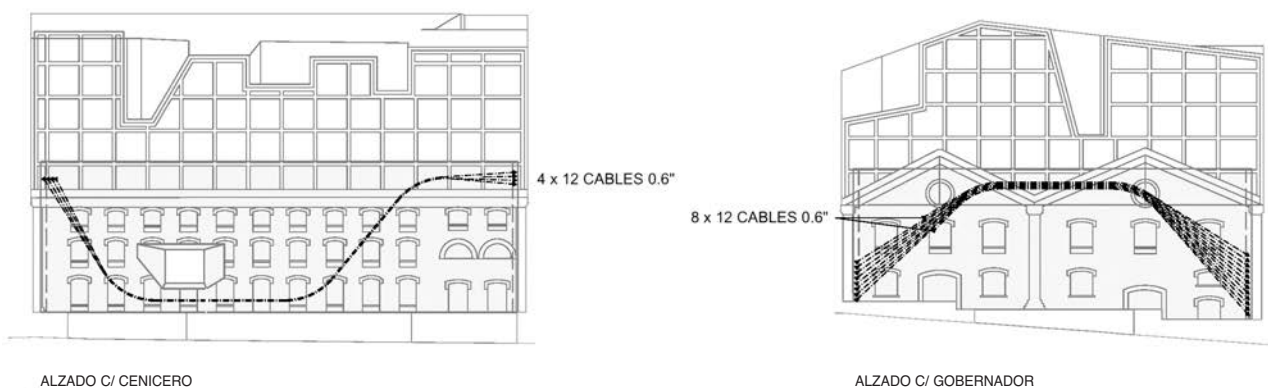 4 x 12 CABLES 0.6"
8 x 12 CABLES 0.6"
ALZADO C/ CENICERO
ALZADO C/ GOBERNADOR